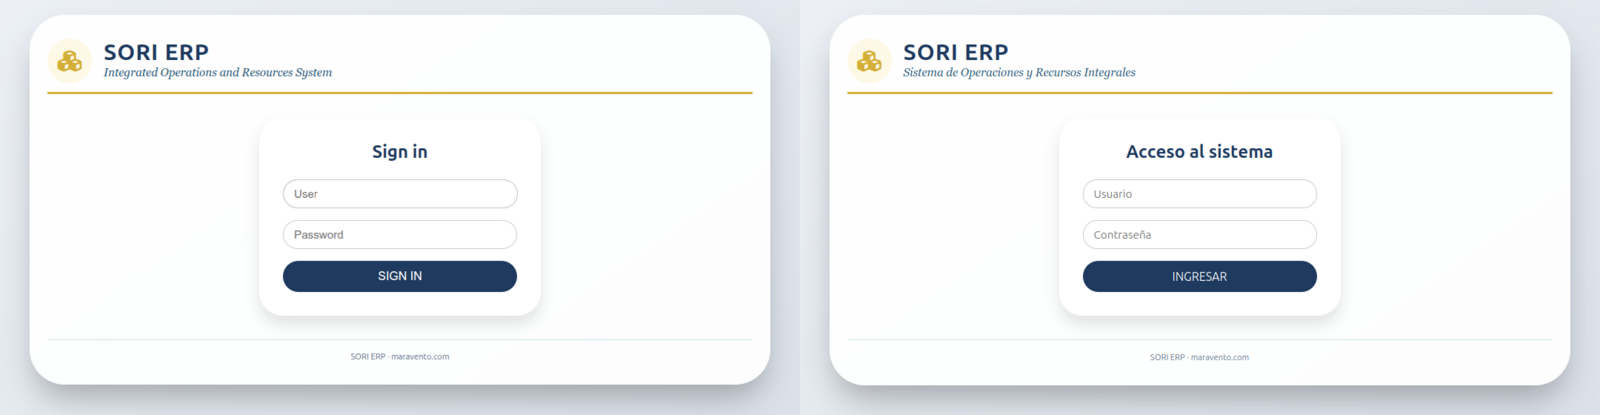 SORI ERP
Integrated Operations and Resources System
Sign in
User
Password
SIGN IN
SORI ERP · maravento.com
SORI ERP
Sistema de Operaciones y Recursos Integrales
Acceso al sistema
Usuario
Contraseña
INGRESAR
SORI ERP · maravento.com